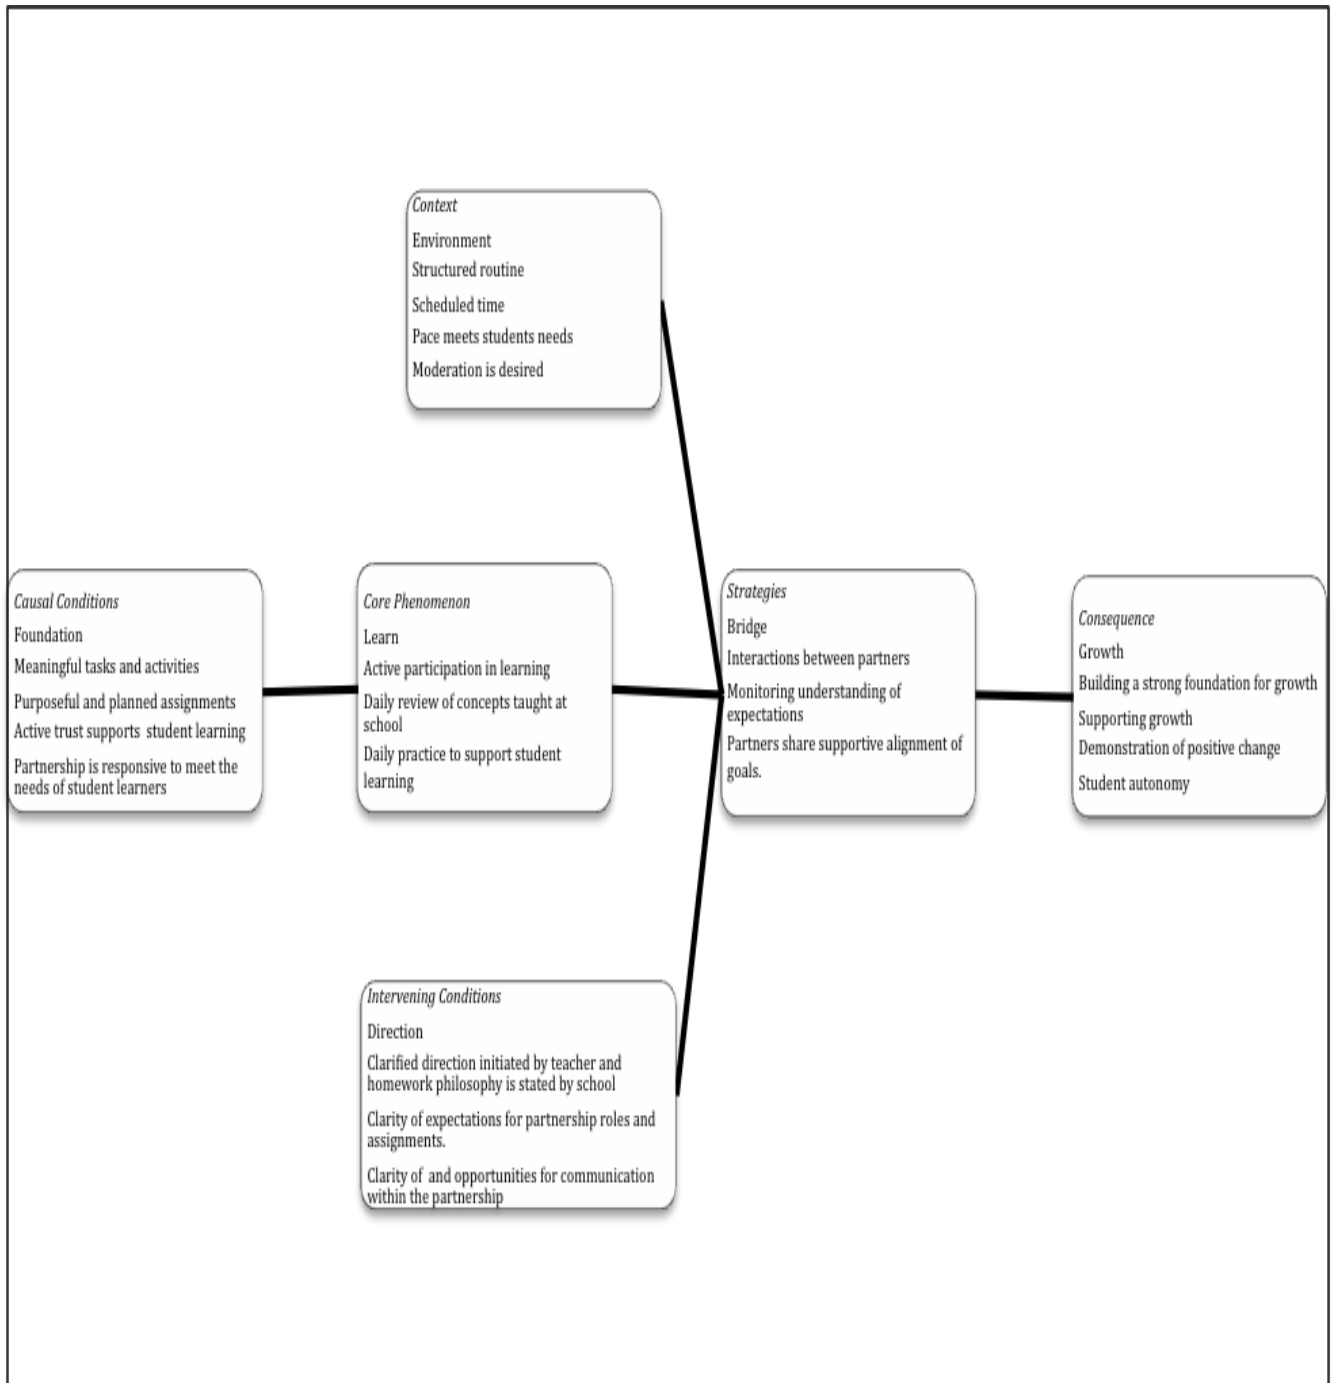 Context
Environment
Structured routine
Scheduled time
Pace meets students needs
Moderation is desired
Causal Conditions
Foundation
Meaningful tasks and activities
Purposeful and planned assignments
Active trust supports  student learning
Partnership is responsive to meet the
needs of student learners
Core Phenomenon
Learn
Active participation in learning
Daily review of concepts taught at
school
Daily practice to support student
learning
Strategies
Bridge
Interactions between partners
Monitoring understanding of
expectations
Partners share supportive alignment of
goals.
Consequence
Growth
Building a strong foundation for growth
Supporting growth
Demonstration of positive change
Student autonomy
Intervening Conditions
Direction
Clarified direction initiated by teacher and
homework philosophy is stated by school
Clarity of expectations for partnership roles and
assignments.
Clarity of  and opportunities for communication
within the partnership